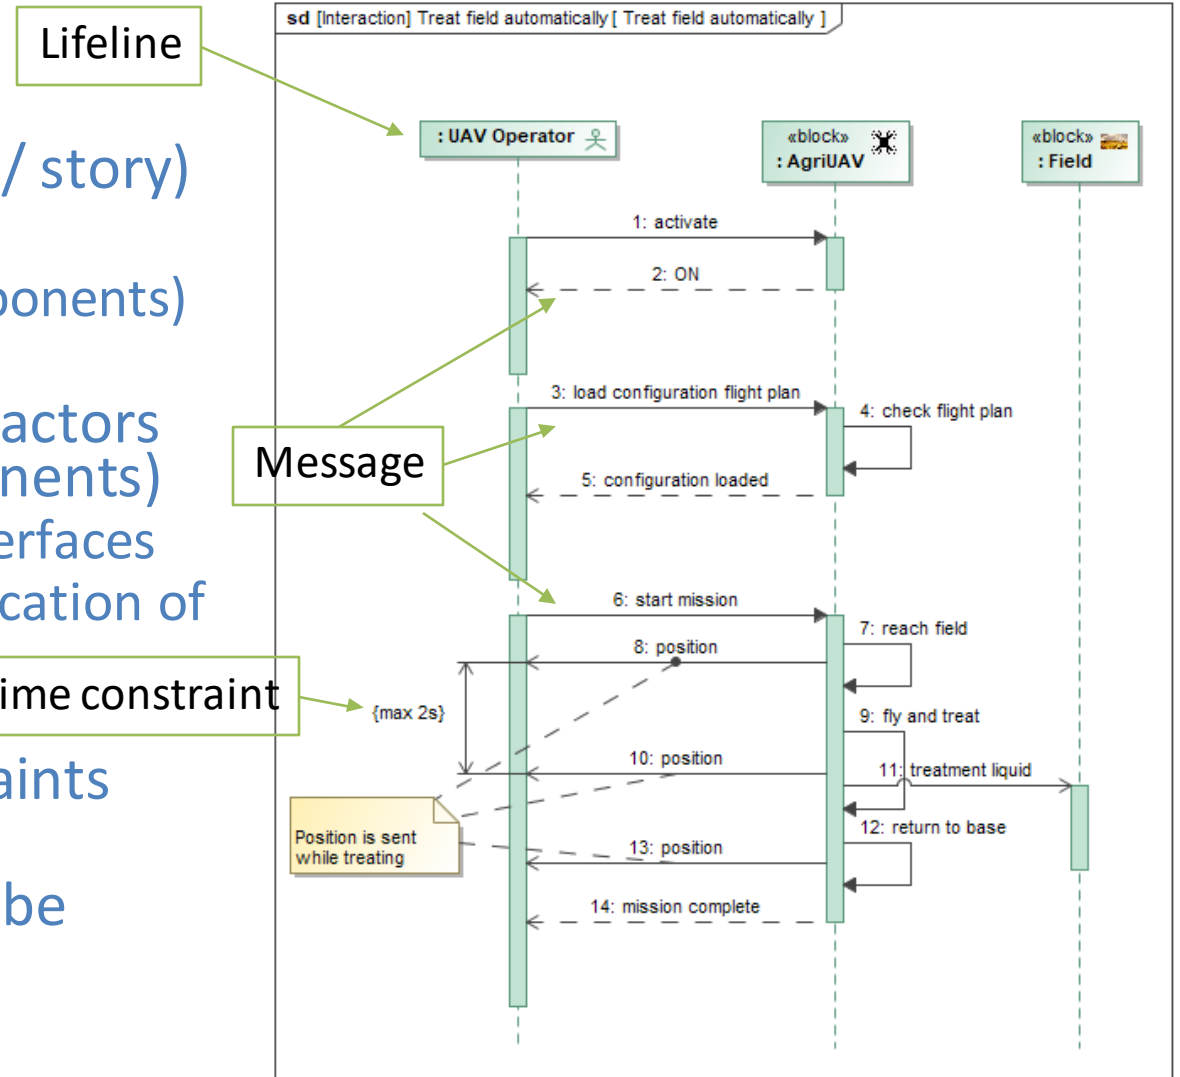 sd [Interaction] Treat field automatically [ Treat field automatically ]
Lifeline
: UAV Operator
«block»
: AgriUAV
«block»
: Field
/ story)
1: activate
2: ON
ponents)
3: load configuration flight plan
4: check flight plan
actors
Message
nents)
5: configuration loaded
erfaces
cation of
6: start mission
7: reach field
8: position
ime constraint
{max 2s}
9: fly and treat
10: position
11: treatment liquid
aints
12: return to base
Position is sent
while treating
13: position
be
14: mission complete